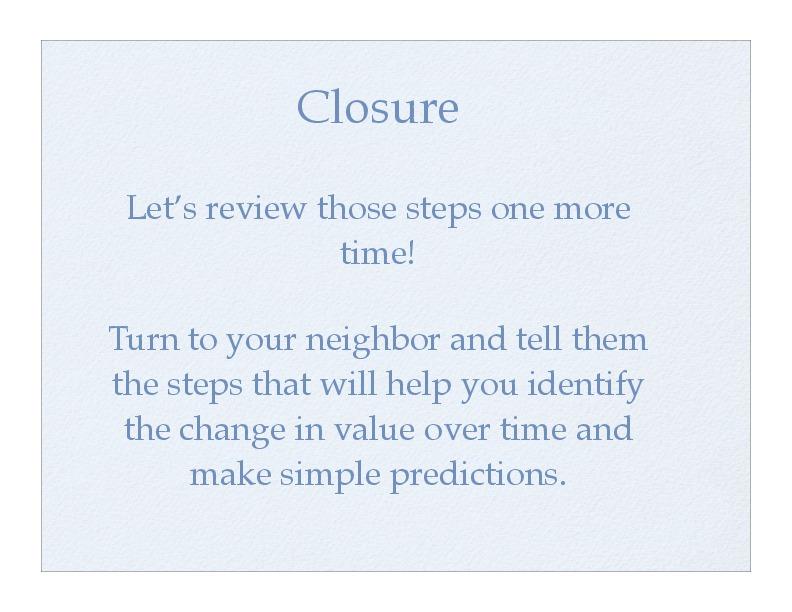 Closure
Let’s review those steps one more
time!
Turn to your neighbor and tell them
the steps that will help you identify
the change in value over time and
make simple predictions.